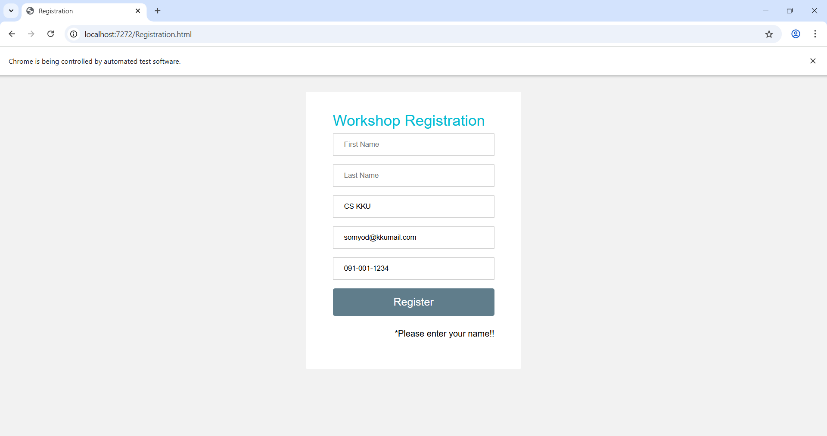 Registration
localhost:7272/Registration.html
Chrome is being controlled by automated test software.
Workshop Registration
First Name
Last Name
CS KKU
somyod@kkumail.com
091-001-1234
Register
*Please enter your name!!